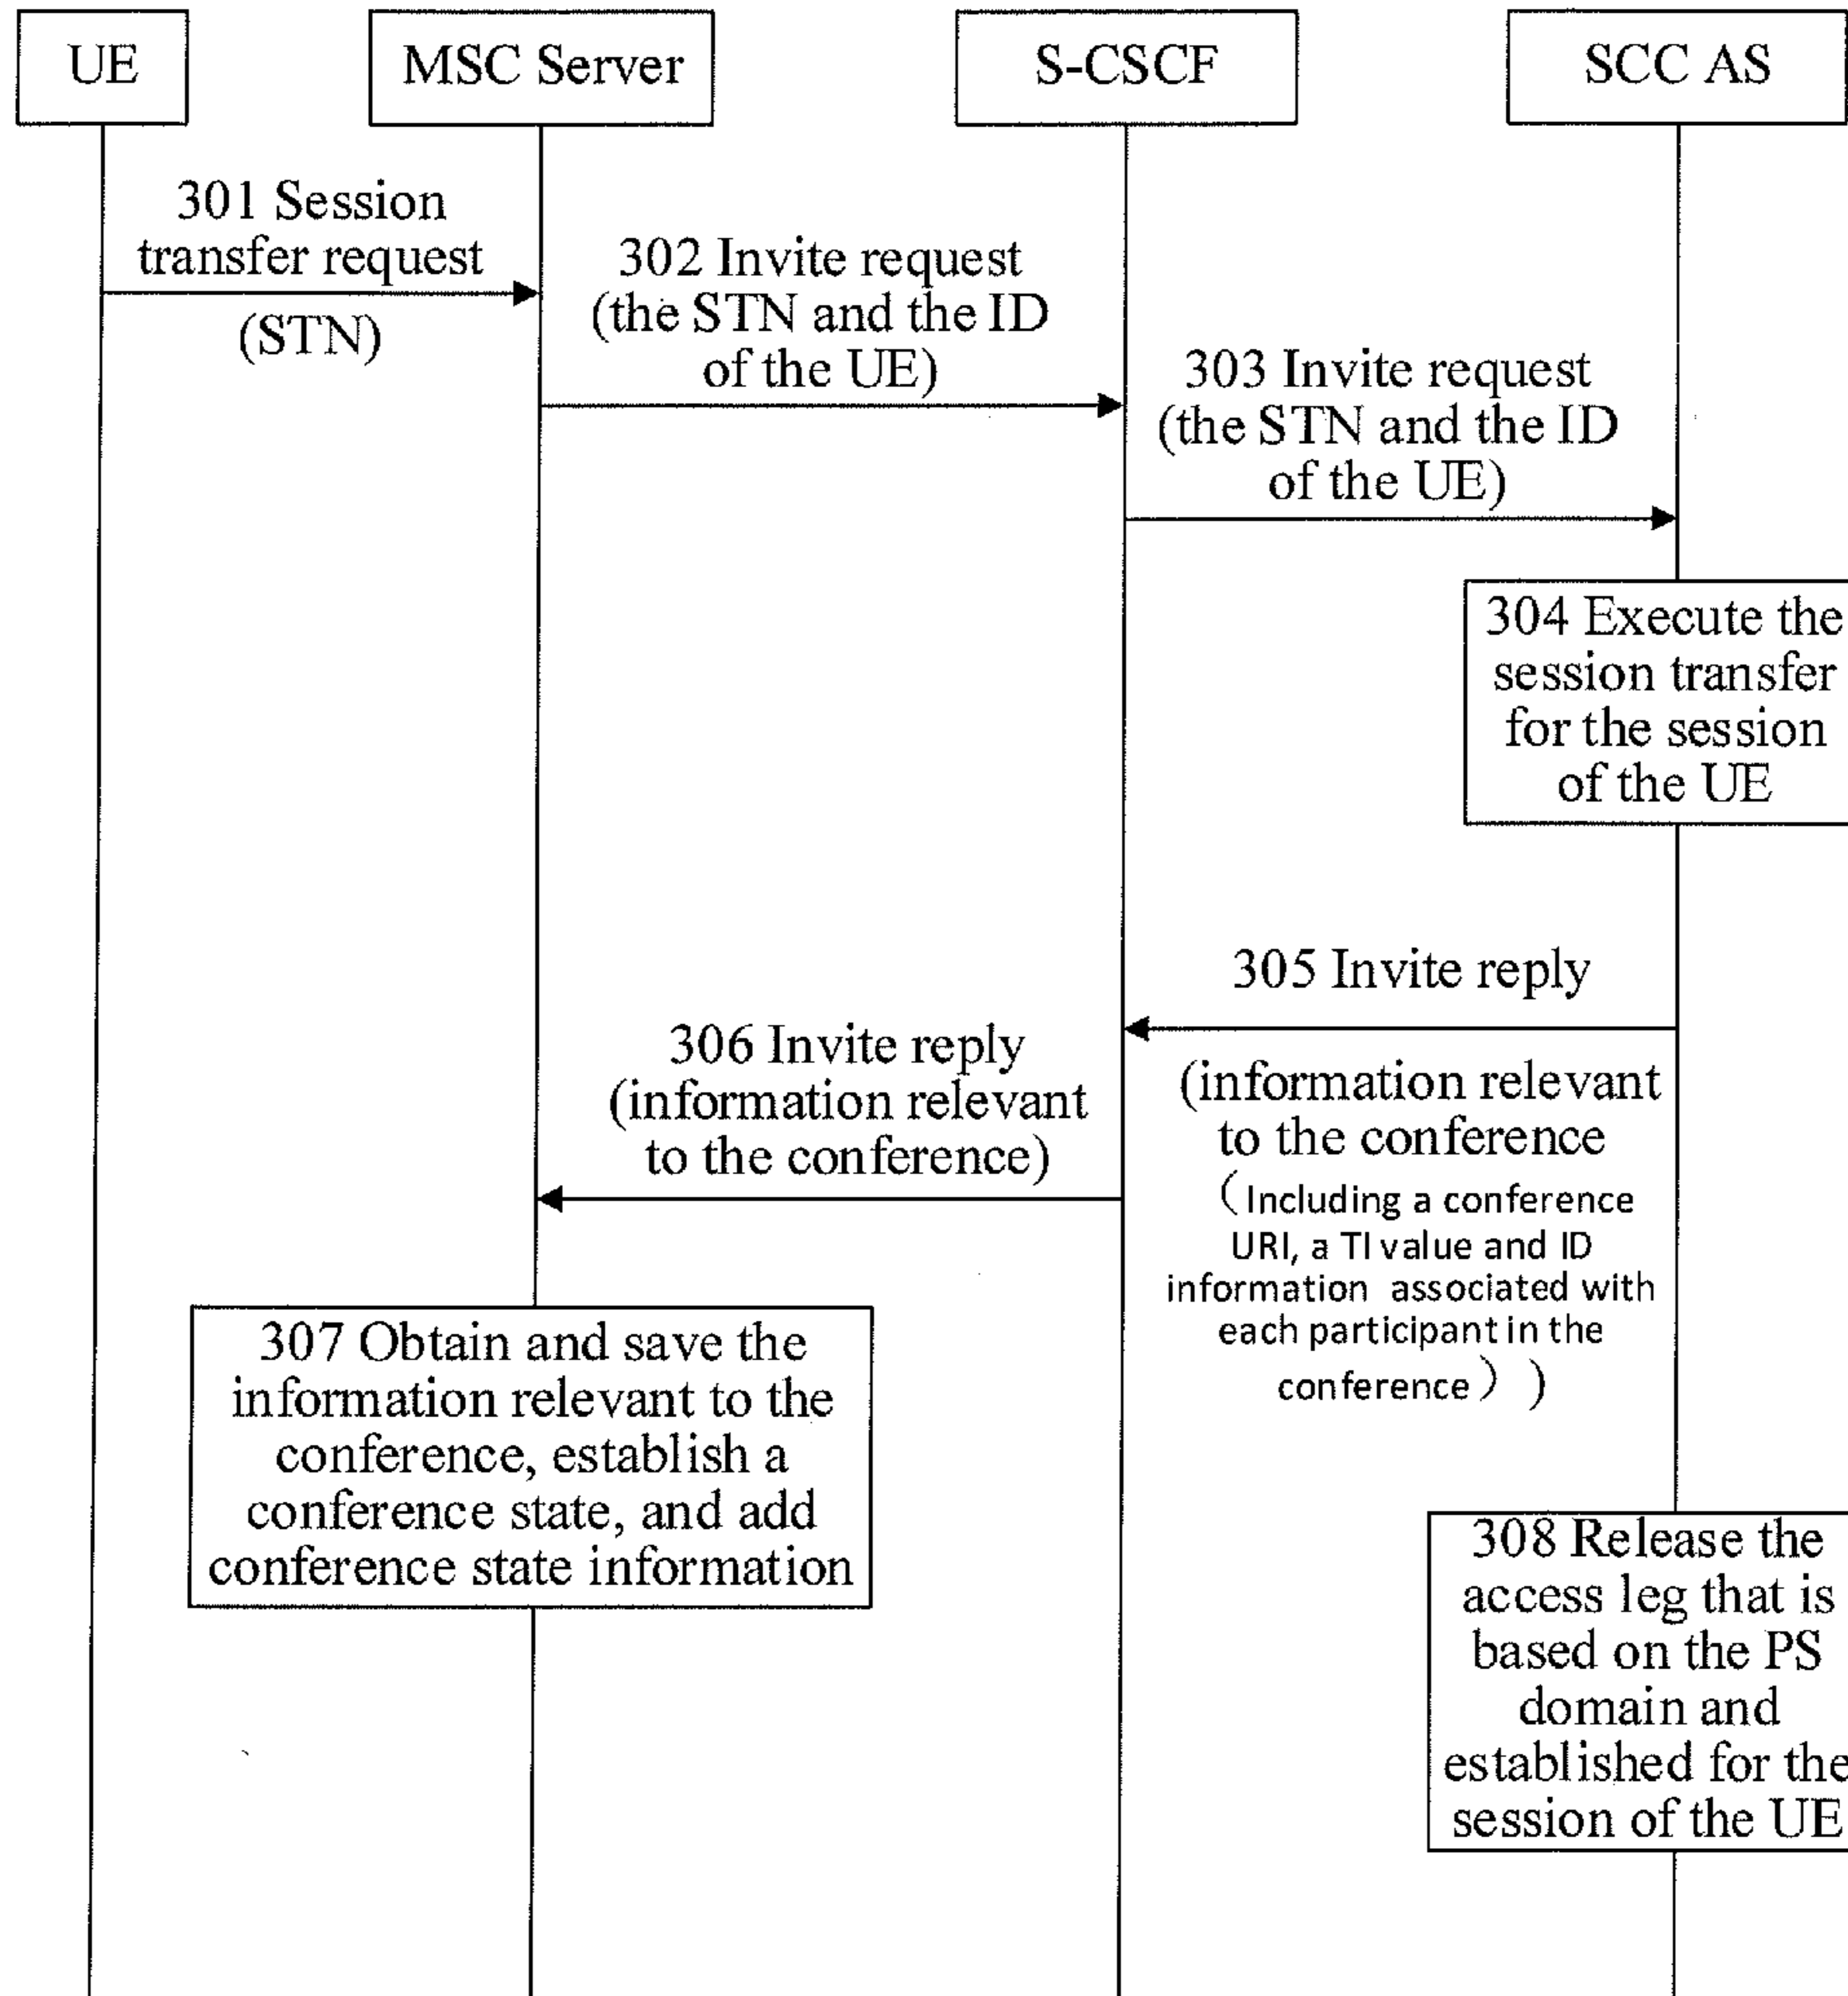 UE
MSC Server
S-CSCF
SCC AS
301 Session
transfer request
(STN)
302 Invite request
(the STN and the ID
of the UE)
303 Invite request
(the STN and the ID
of the UE)
304 Execute the
session transfer
for the session
of the UE
305 Invite reply
(information relevant
to the conference
(Including a conference
URI, a TI value and ID
information associated with
each participant in the
conference) )
306 Invite reply
(information relevant
to the conference)
307 Obtain and save the
information relevant to the
conference, establish a
conference state, and add
conference state information
308 Release the
access leg that is
based on the PS
domain and
established for the
session of the UE